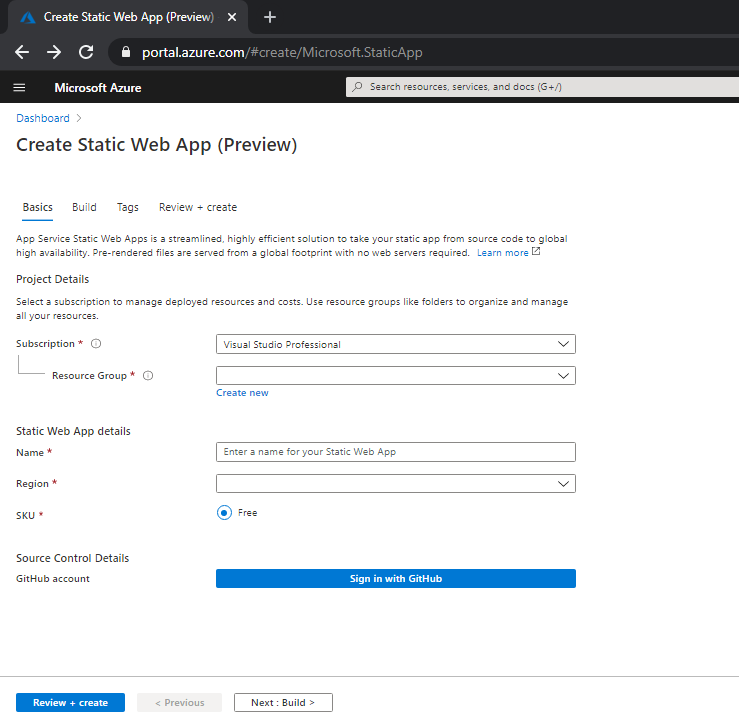 Create Static Web App (Preview)
portal.azure.com/#create/Microsoft.StaticApp
Microsoft Azure
Search resources, services, and docs (G+/)
Dashboard
Create Static Web App (Preview)
Basics Build Tags Review + create
App Service Static Web Apps is a streamlined, highly efficient solution to take your static app from source code to global
high availability. Pre-rendered files are served from a global footprint with no web servers required. Learn more
Project Details
Select a subscription to manage deployed resources and costs. Use resource groups like folders to organize and manage
all your resources.
Subscription * Visual Studio Professional
Resource Group *
Create new
Static Web App details
Name * Enter a name for your Static Web App
Region *
SKU * Free
Source Control Details
GitHub account Sign in with GitHub
Review + create < Previous Next : Build >